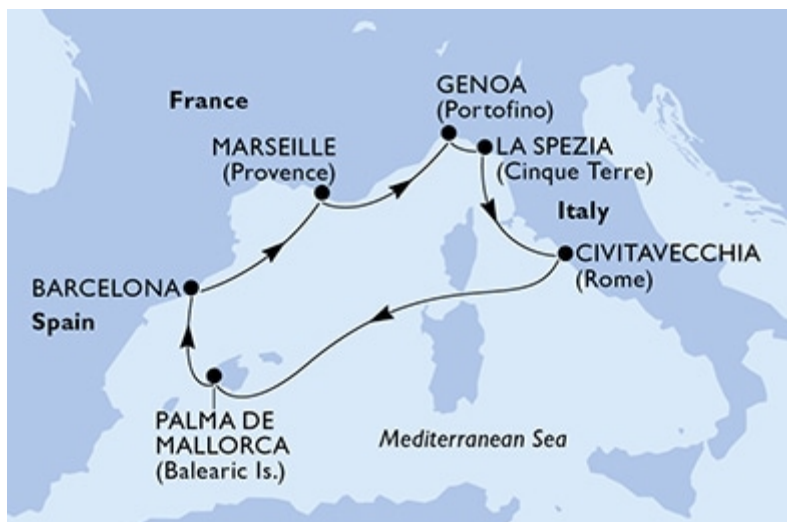 GENOA
(Portofino)
France
MARSEILLE
(Provence)
LA SPEZIA
(Cinque Terre)
Italy
CIVITAVECCHIA
(Rome)
BARCELONA
Spain
PALMA DE
MALLORCA
(Balearic Is.)
Mediterranean Sea